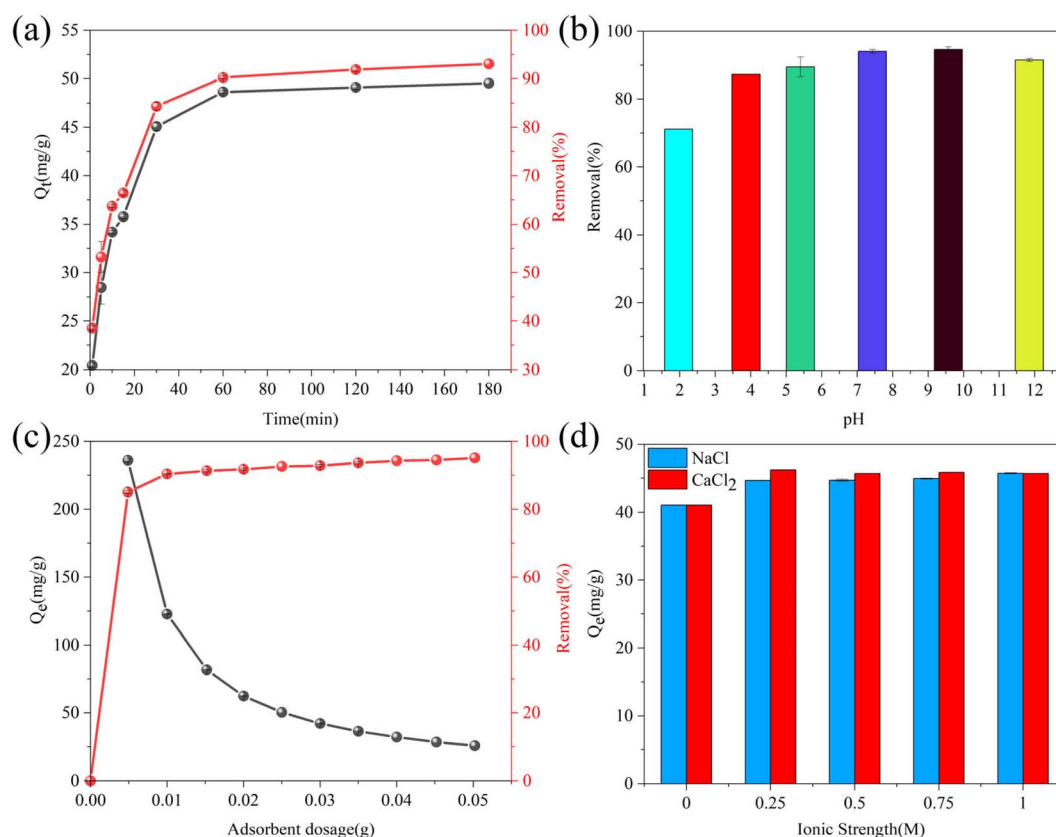 (a)
55
50
45
40
35
30
25
20
Qt(mg/g)
100
90
80
70
60
50
40
30
Removal(%)
0 20 40 60 80 100 120 140 160 180
Time(min)
(b)
100
80
60
40
20
0
Removal(%)
1 2 3 4 5 6 7 8 9 10 11 12
pH
(c)
250
200
150
100
50
0
Qe(mg/g)
100
80
60
40
20
0
Removal(%)
0.00 0.01 0.02 0.03 0.04 0.05
Adsorbent dosage(g)
(d)
50
40
30
20
10
0
Qe(mg/g)
NaCl
CaCl2
0 0.25 0.5 0.75 1
Ionic Strength(M)